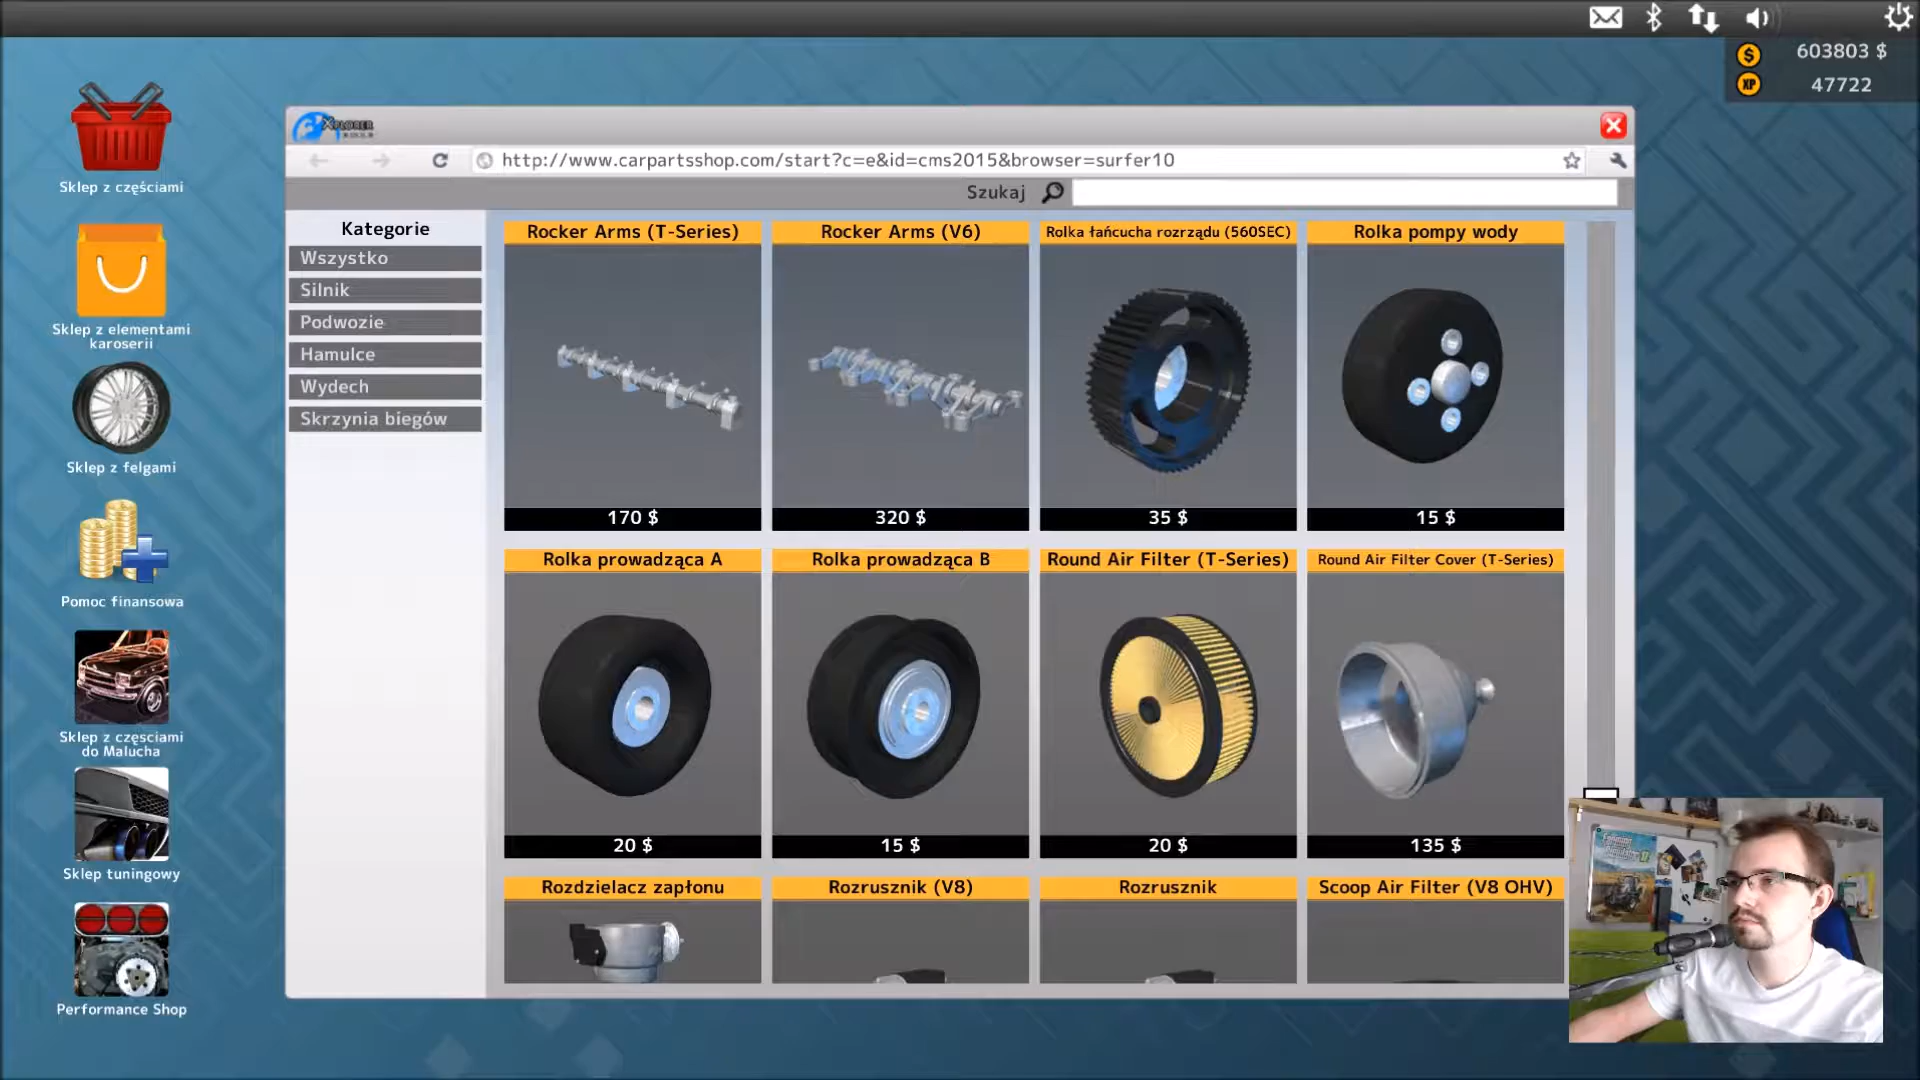 603803 $
47722
Sklep z częściami
Sklep z elementami
karoserii
Sklep z felgami
Pomoc finansowa
Sklep z częsciami
do Malucha
Sklep tuningowy
Performance Shop
http://www.carpartsshop.com/start?c=e&id=cms2015&browser=surfer10
Szukaj
Kategorie
Wszystko
Silnik
Podwozie
Hamulce
Wydech
Skrzynia biegów
Rocker Arms (T-Series)
170 $
Rocker Arms (V6)
320 $
Rolka łańcucha rozrządu (560SEC)
35 $
Rolka pompy wody
15 $
Rolka prowadząca A
20 $
Rolka prowadząca B
15 $
Round Air Filter (T-Series)
20 $
Round Air Filter Cover (T-Series)
135 $
Rozdzielacz zapłonu
Rozrusznik (V8)
Rozrusznik
Scoop Air Filter (V8 OHV)